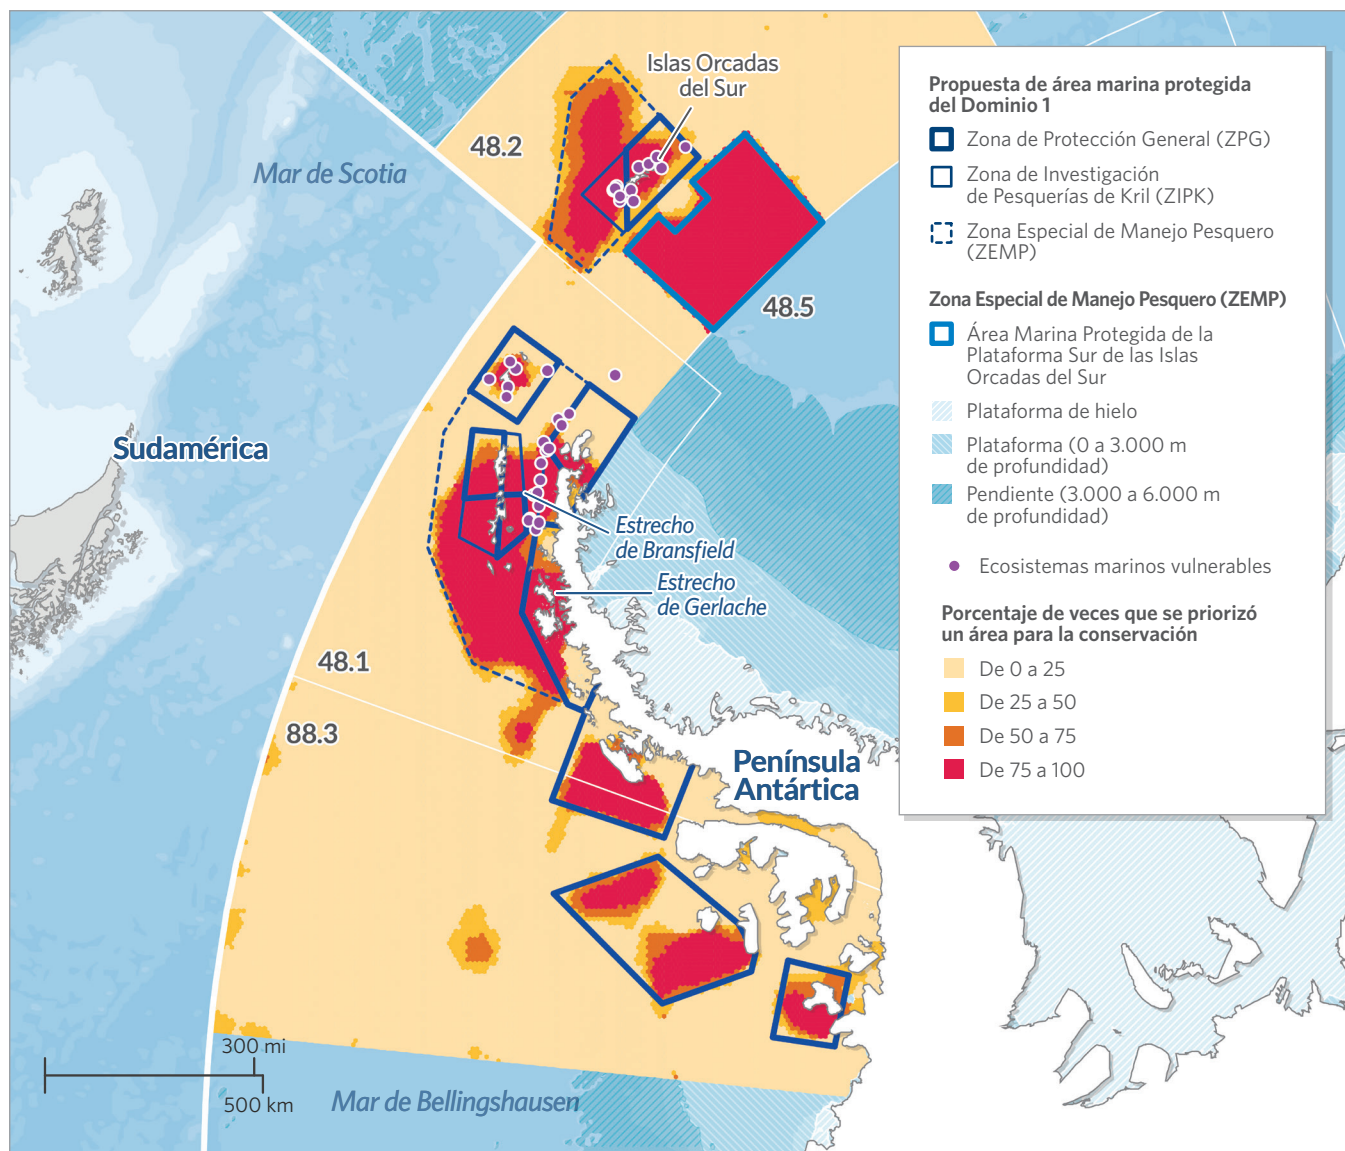 Islas Orcadas
del Sur
48.2
Mar de Scotia
48.5
Sudamérica
Estrecho
de Bransfield
Estrecho
de Gerlache
48.1
88.3
Península
Antártica
300 mi
500 km
Mar de Bellingshausen
Propuesta de área marina protegida
del Dominio 1
Zona de Protección General (ZPG)
Zona de Investigación
de Pesquerías de Kril (ZIPK)
Zona Especial de Manejo Pesquero
(ZEMP)
Zona Especial de Manejo Pesquero (ZEMP)
Área Marina Protegida de la
Plataforma Sur de las Islas
Orcadas del Sur
Plataforma de hielo
Plataforma (0 a 3.000 m
de profundidad)
Pendiente (3.000 a 6.000 m
de profundidad)
Ecosistemas marinos vulnerables
Porcentaje de veces que se priorizó
un área para la conservación
De 0 a 25
De 25 a 50
De 50 a 75
De 75 a 100